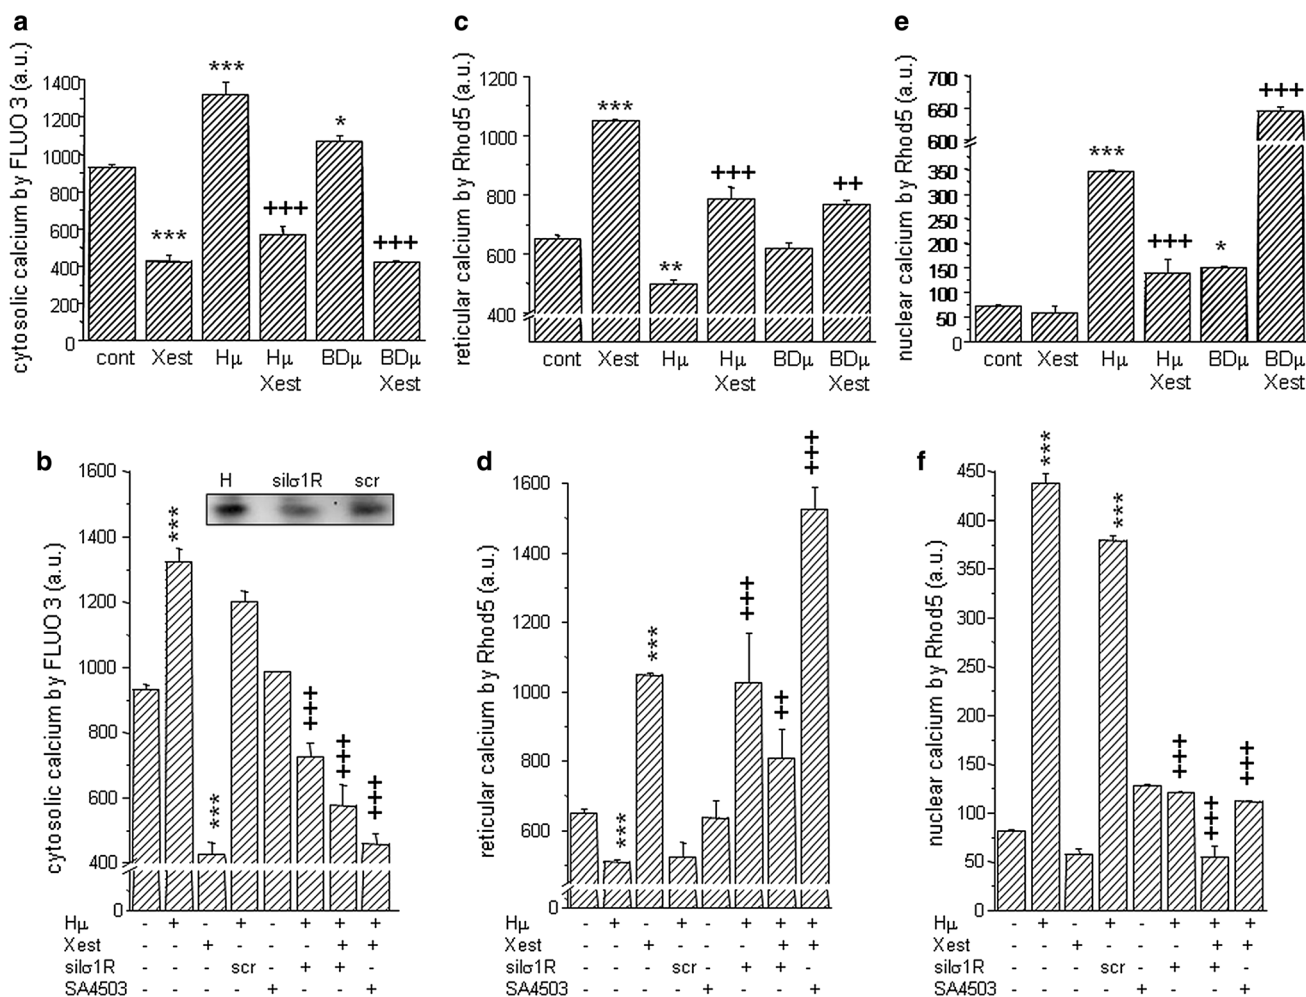 a
cytosolic calcium by FLUO 3 (a.u.)
1400
1200
1000
800
600
400
200
0
*** *** +++ * +++
cont Xest Hμ Hμ BDμ BDμ
Xest Xest
c
reticular calcium by Rhod5 (a.u.)
1200
1000
800
600
400
*** ** +++ ++
cont Xest Hμ Hμ BDμ BDμ
Xest Xest
e
nuclear calcium by Rhod5 (a.u.)
700
650
600
350
300
250
200
150
100
50
0
*** +++ * +++
cont Xest Hμ Hμ BDμ BDμ
Xest Xest
b
cytosolic calcium by FLUO 3 (a.u.)
1600
1400
1200
1000
800
600
400
0
H silσ1R scr
*** *** +++ +++ +++
Hμ - + - + - + + +
Xest - - + - - - + +
silσ1R - - - scr - + + -
SA4503 - - - - + - - +
d
reticular calcium by Rhod5 (a.u.)
1600
1400
1200
1000
800
600
0
*** *** +++ ++ +++
Hμ - + - + - + + +
Xest - - + - - - + +
silσ1R - - - scr - + + -
SA4503 - - - - + - - +
f
nuclear calcium by Rhod5 (a.u.)
450
400
350
300
250
200
150
100
50
0
*** *** +++ +++ +++
Hμ - + - + - + + +
Xest - - + - - - + +
silσ1R - - - scr - + + -
SA4503 - - - - + - - +